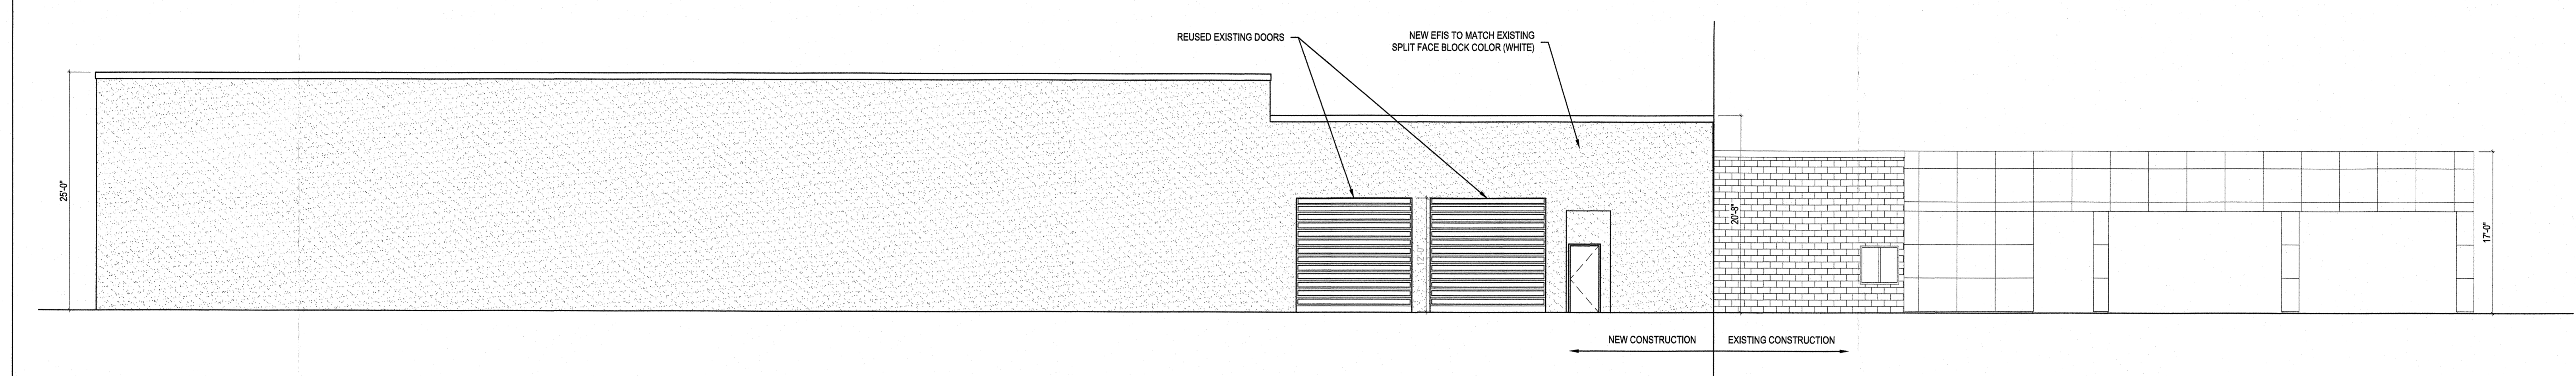 REUSED EXISTING DOORS
NEW EFIS TO MATCH EXISTING
SPLIT FACE BLOCK COLOR (WHITE)
25'-0"
12'-0"
20'-8"
17'-0"
NEW CONSTRUCTION
EXISTING CONSTRUCTION